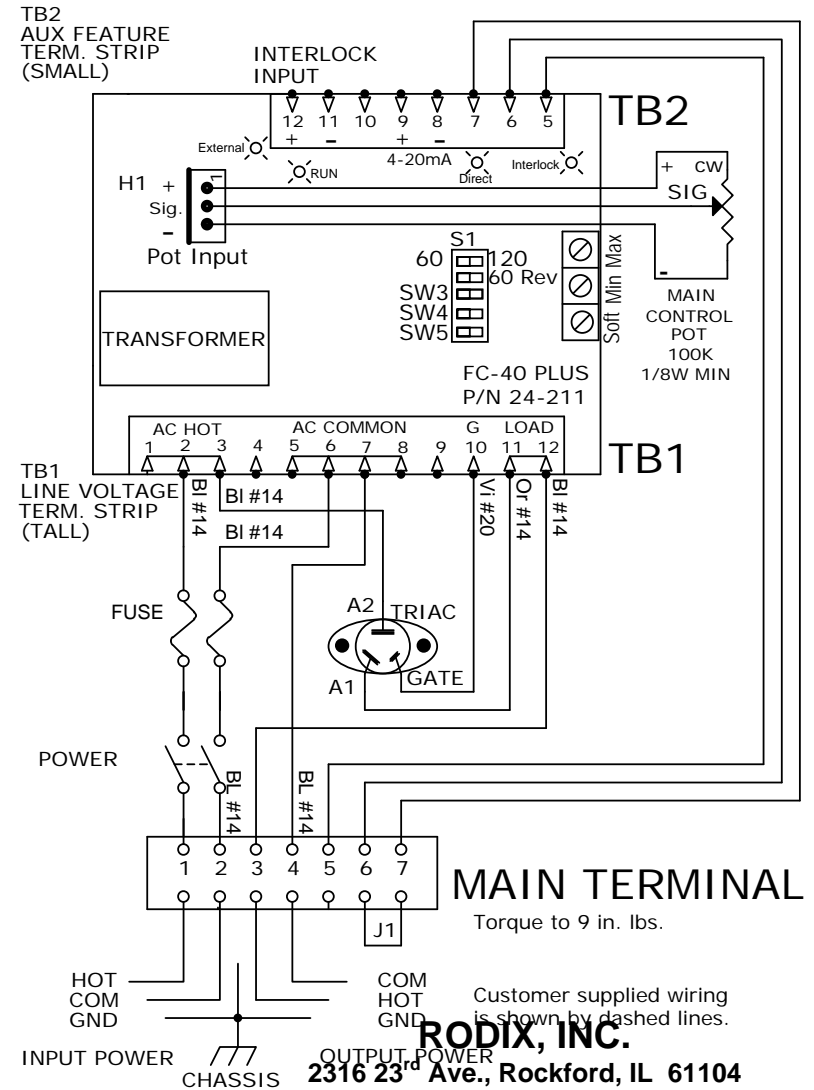 TB2
AUX FEATURE
TERM. STRIP
(SMALL)
INTERLOCK
INPUT
TB2
12 11 10 9 8 7 6 5
+ - + -
4-20mA
External
RUN
Direct
Interlock
H1
+
Sig.
-
1
Pot Input
+ CW
SIG
-
MAIN
CONTROL
POT
100K
1/8W MIN
S1
60 120
60 Rev
SW3
SW4
SW5
Soft Min Max
TRANSFORMER
FC-40 PLUS
P/N 24-211
AC HOT AC COMMON G LOAD
1 2 3 4 5 6 7 8 9 10 11 12
TB1
TB1
LINE VOLTAGE
TERM. STRIP
(TALL)
Bl #14
Bl #14
Bl #14
Vi #20
Or #14
Bl #14
FUSE
A2 TRIAC
A1 GATE
POWER
BL #14
BL #14
1 2 3 4 5 6 7
J1
MAIN TERMINAL
Torque to 9 in. lbs.
HOT
COM
GND
COM
HOT
GND
Customer supplied wiring
is shown by dashed lines.
INPUT POWER
CHASSIS
OUTPUT POWER
RODIX, INC.
2316 23rd Ave., Rockford, IL 61104